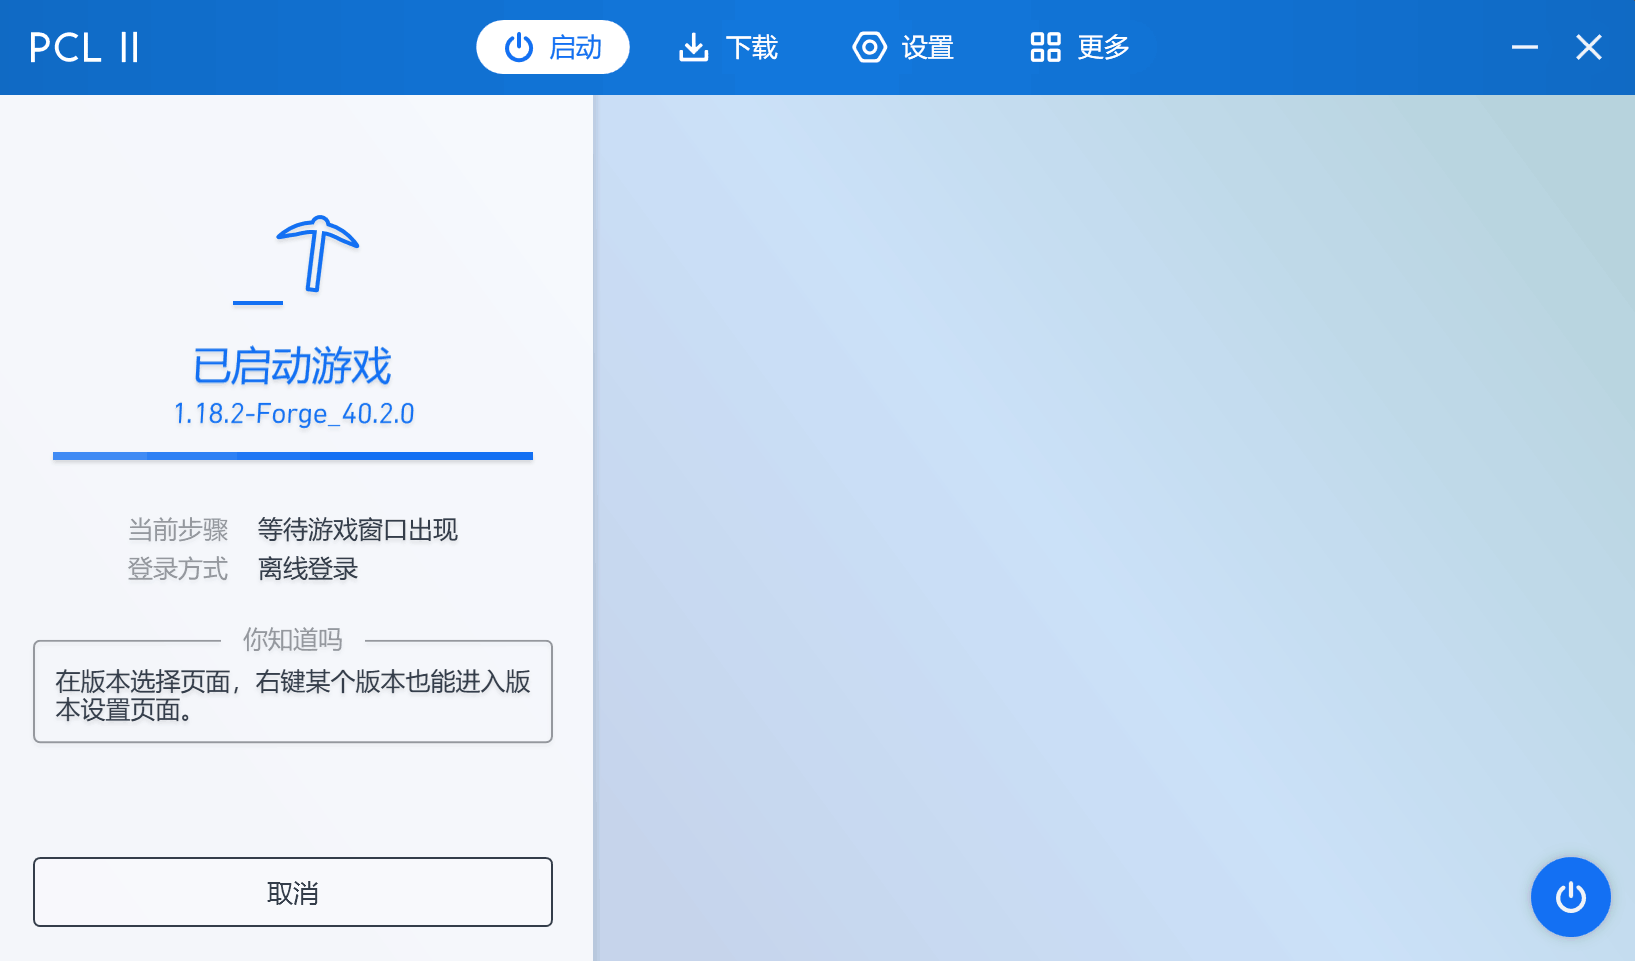 PCL II
启动
下载
设置
更多
已启动游戏
1.18.2-Forge_40.2.0
当前步骤 等待游戏窗口出现
登录方式 离线登录
你知道吗
在版本选择页面，右键某个版本也能进入版
本设置页面。
取消